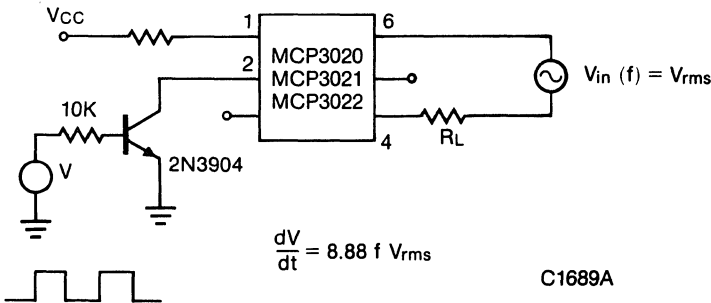 VCC
1
6
2
MCP3020
MCP3021
MCP3022
Vin (f) = Vrms
10K
4
RL
V
2N3904
dV/dt = 8.88 f Vrms
C1689A